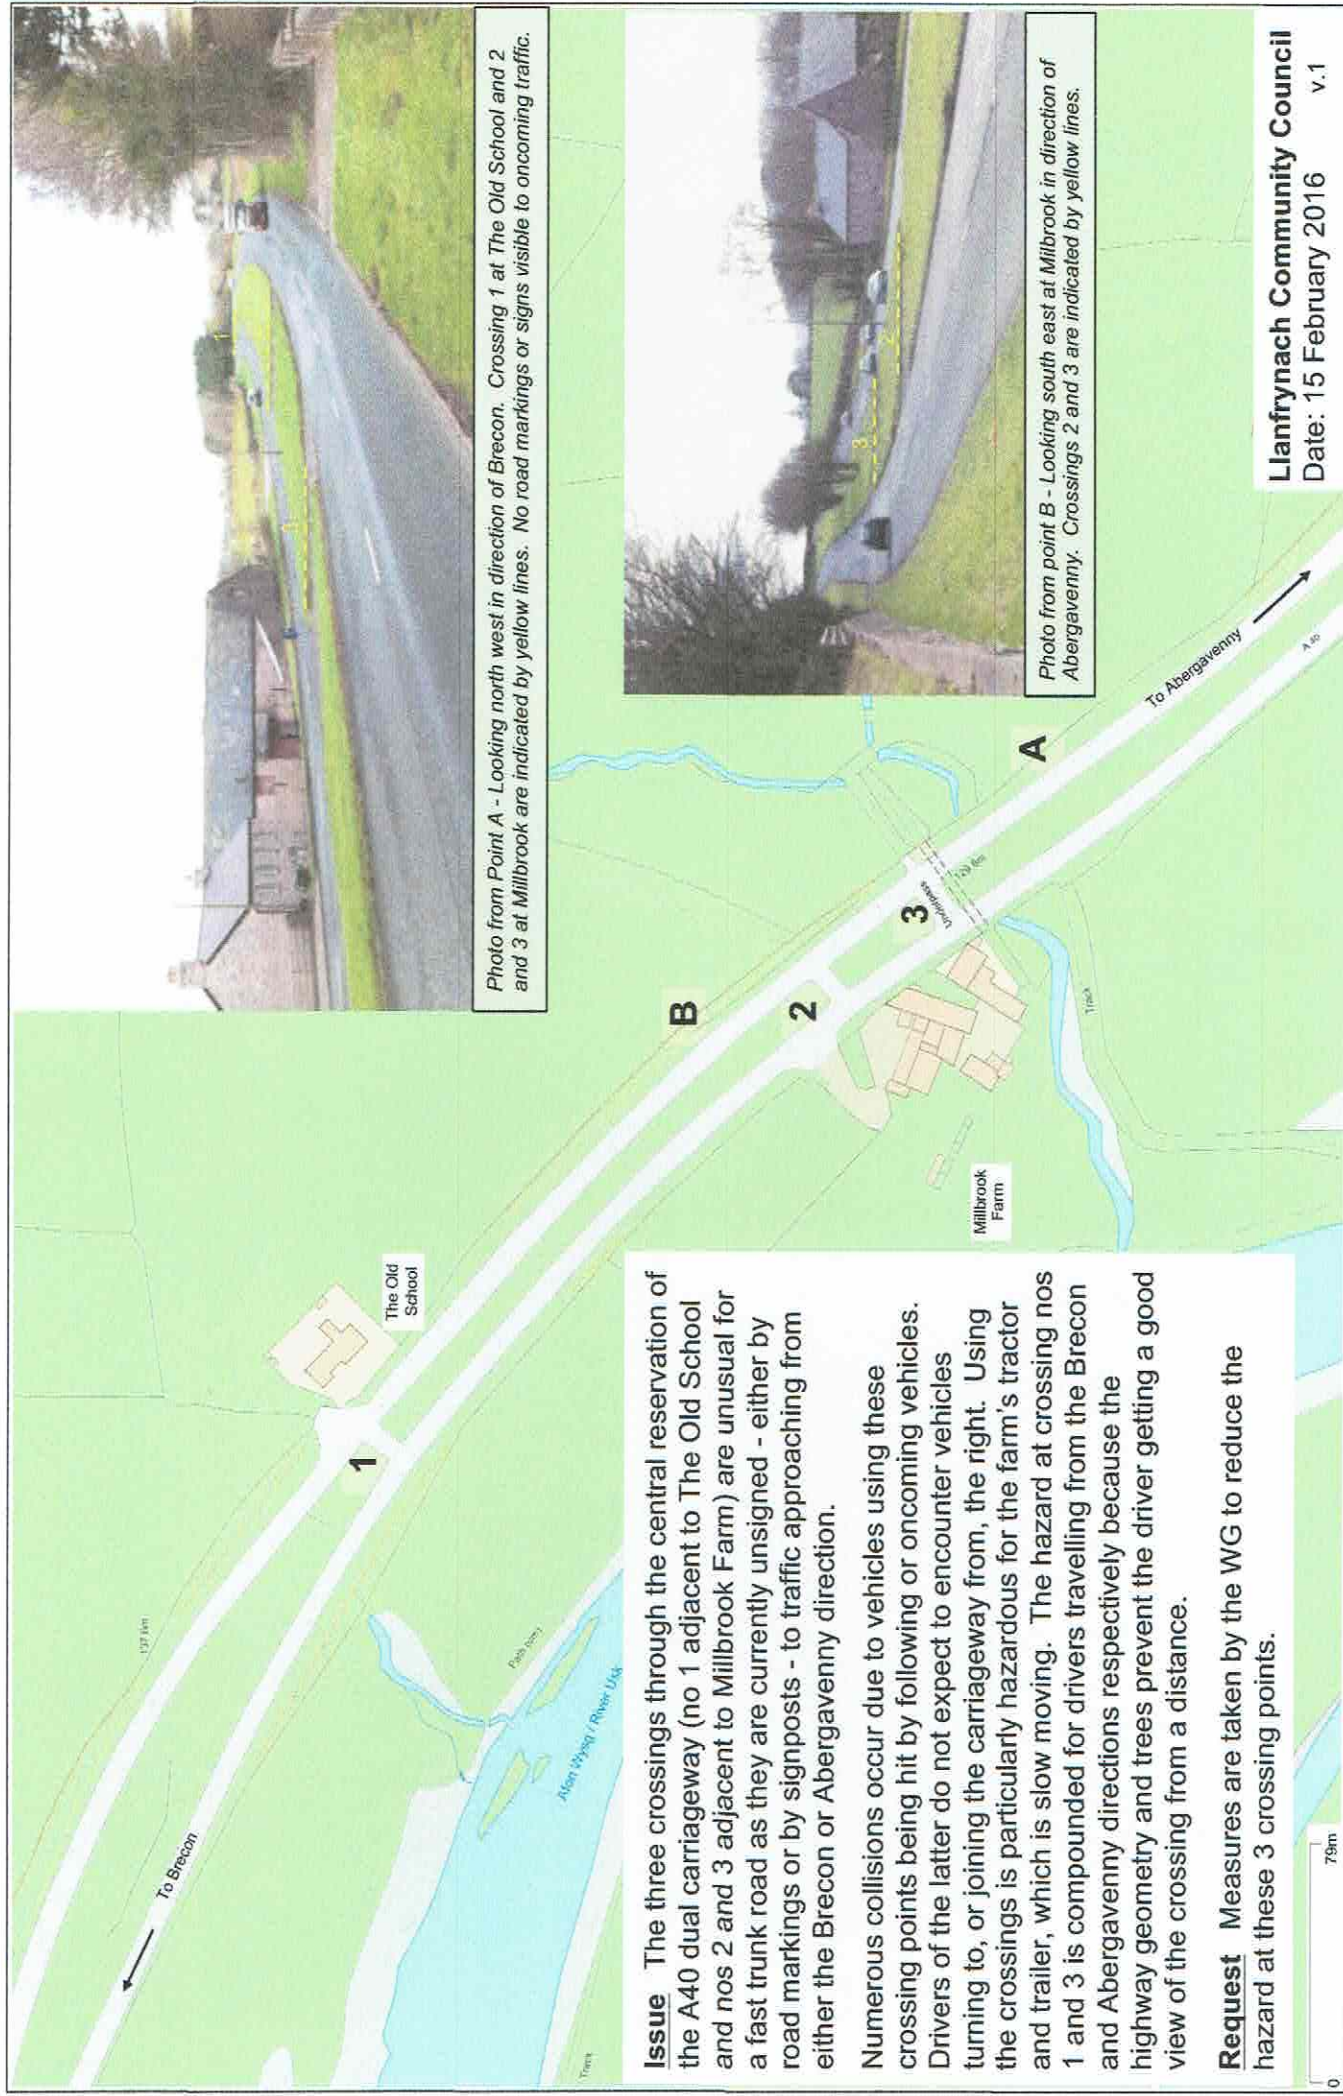 Photo from Point A - Looking north west in direction of Brecon. Crossing 1 at The Old School and 2
and 3 at Millbrook are indicated by yellow lines. No road markings or signs visible to oncoming traffic.
1
3
Photo from point B - Looking south east at Milbrook in direction of
Abergavenny. Crossings 2 and 3 are indicated by yellow lines.
3
2
To Brecon
137.6m
The Old
School
1
B
2
3
A
Underpass
129.6m
To Abergavenny
A 40
Track
Millbrook
Farm
Path (um)
Afon Wysg / River Usk
Track
Issue The three crossings through the central reservation of
the A40 dual carriageway (no 1 adjacent to The Old School
and nos 2 and 3 adjacent to Millbrook Farm) are unusual for
a fast trunk road as they are currently unsigned - either by
road markings or by signposts - to traffic approaching from
either the Brecon or Abergavenny direction.
Numerous collisions occur due to vehicles using these
crossing points being hit by following or oncoming vehicles.
Drivers of the latter do not expect to encounter vehicles
turning to, or joining the carriageway from, the right. Using
the crossings is particularly hazardous for the farm's tractor
and trailer, which is slow moving. The hazard at crossing nos
1 and 3 is compounded for drivers travelling from the Brecon
and Abergavenny directions respectively because the
highway geometry and trees prevent the driver getting a good
view of the crossing from a distance.
Request Measures are taken by the WG to reduce the
hazard at these 3 crossing points.
0
79m
Llanfrynach Community Council
Date: 15 February 2016 v.1